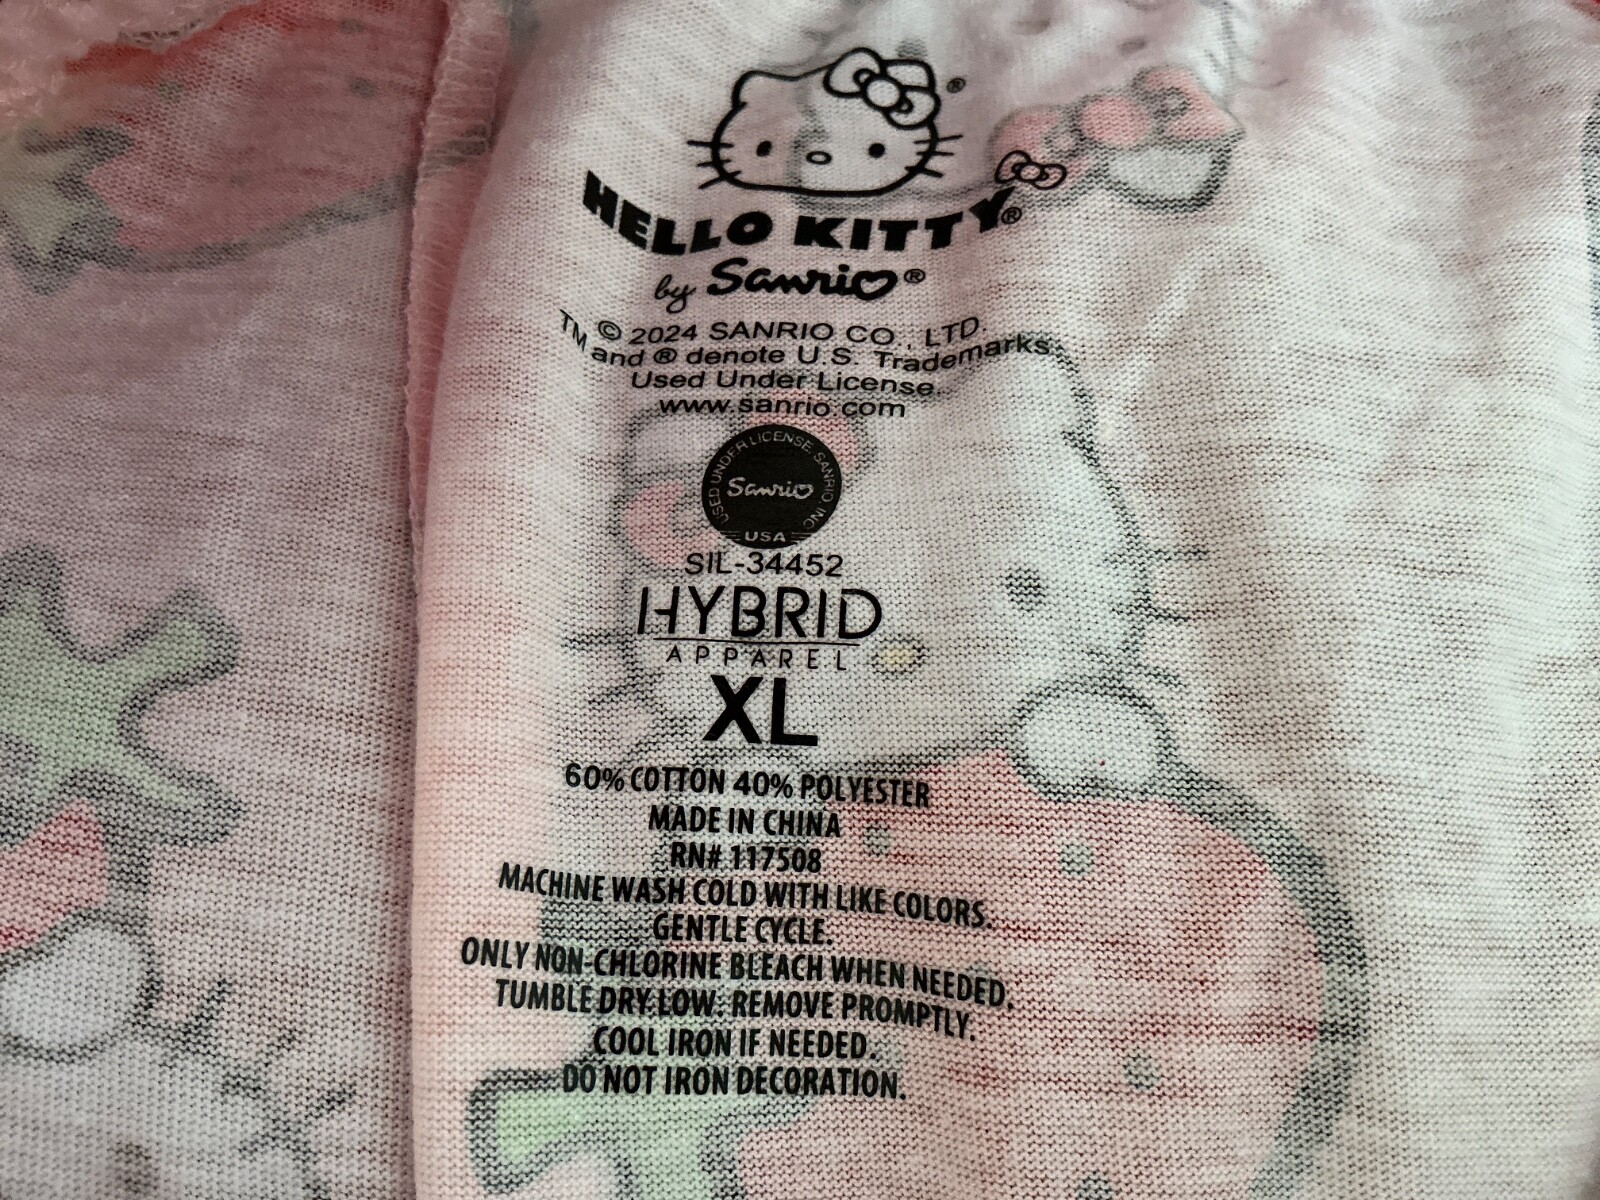 ®
HELLO KITTY®
by Sanrio®
TM © 2024 SANRIO CO., LTD.
and ® denote U.S. Trademarks.
Used Under License.
www.sanrio.com
USED UNDER LICENSE. SANRIO, INC.
Sanrio
USA
SIL-34452
HYBRID
APPAREL
XL
60% COTTON 40% POLYESTER
MADE IN CHINA
RN# 117508
MACHINE WASH COLD WITH LIKE COLORS.
GENTLE CYCLE.
ONLY NON-CHLORINE BLEACH WHEN NEEDED.
TUMBLE DRY LOW. REMOVE PROMPTLY.
COOL IRON IF NEEDED.
DO NOT IRON DECORATION.